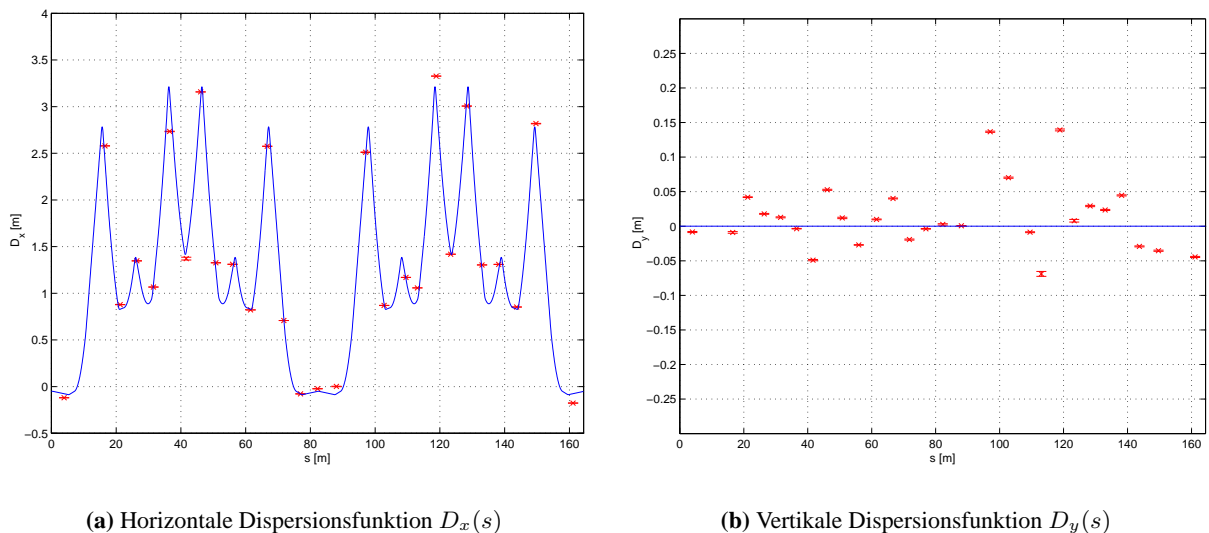 4
3.5
3
2.5
2
1.5
1
0.5
0
−0.5
D_x [m]
0 20 40 60 80 100 120 140 160
s [m]
0.25
0.2
0.15
0.1
0.05
0
−0.05
−0.1
−0.15
−0.2
−0.25
D_y [m]
0 20 40 60 80 100 120 140 160
s [m]
(a) Horizontale Dispersionsfunktion D_x(s)
(b) Vertikale Dispersionsfunktion D_y(s)